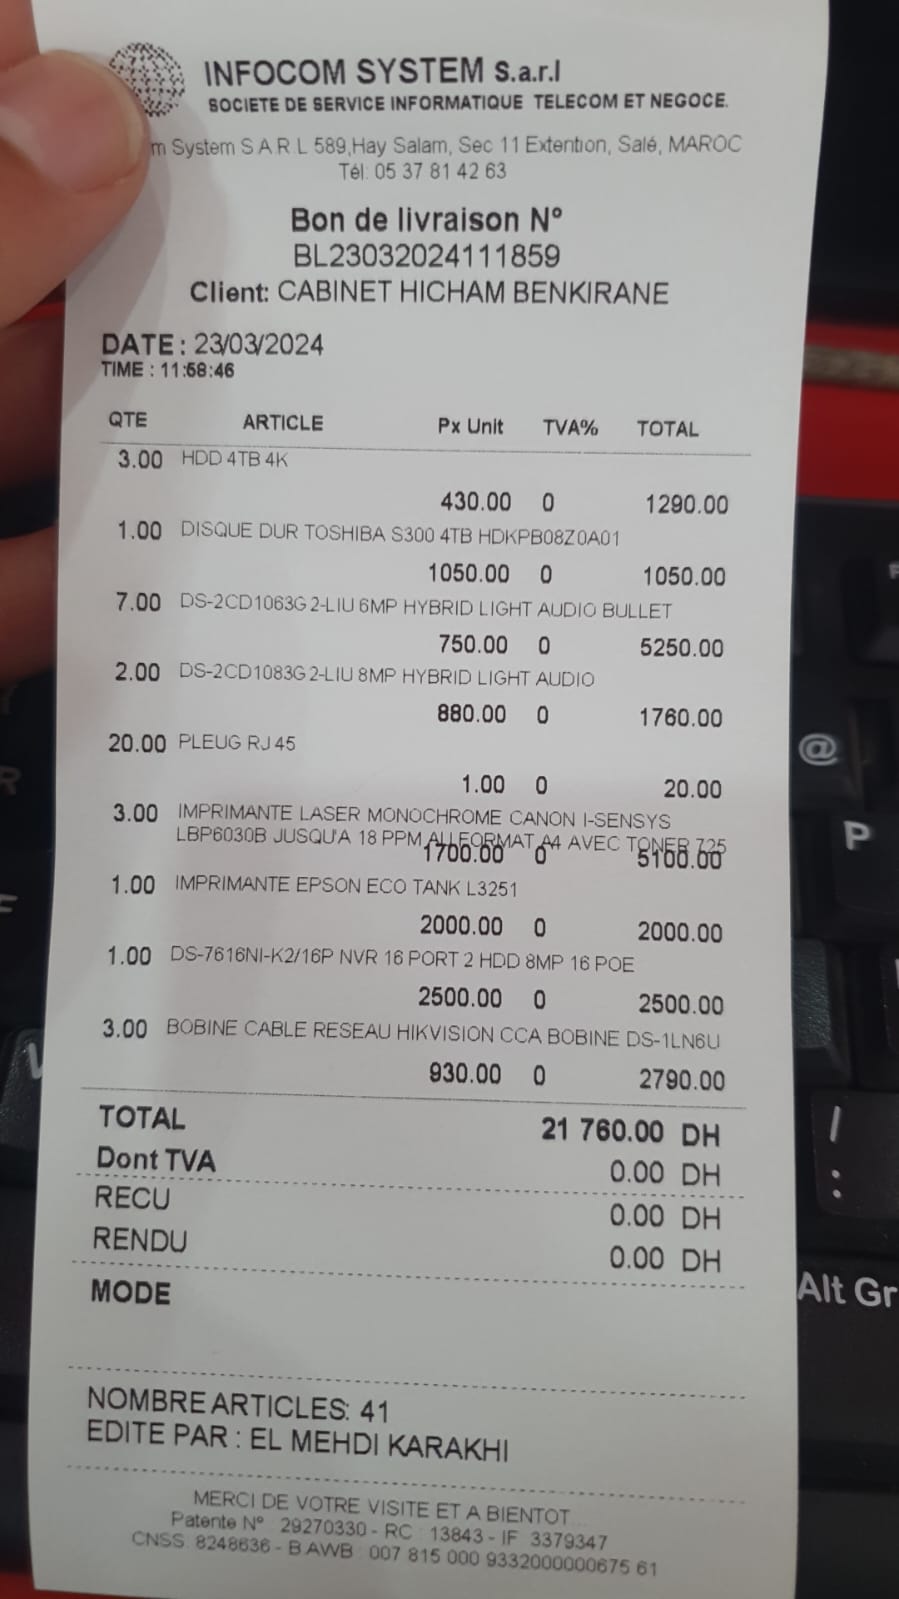 INFOCOM SYSTEM S.a.r.l
SOCIETE DE SERVICE INFORMATIQUE TELECOM ET NEGOCE.
System S A R L 589,Hay Salam, Sec 11 Extention, Salé, MAROC
Tél: 05 37 81 42 63
Bon de livraison N°
BL23032024111859
Client: CABINET HICHAM BENKIRANE
DATE : 23/03/2024
TIME : 11:58:46
QTE ARTICLE Px Unit TVA% TOTAL
3.00 HDD 4TB 4K
430.00 0 1290.00
1.00 DISQUE DUR TOSHIBA S300 4TB HDKPB08Z0A01
1050.00 0 1050.00
7.00 DS-2CD1063G2-LIU 6MP HYBRID LIGHT AUDIO BULLET
750.00 0 5250.00
2.00 DS-2CD1083G2-LIU 8MP HYBRID LIGHT AUDIO
880.00 0 1760.00
20.00 PLEUG RJ45
1.00 0 20.00
3.00 IMPRIMANTE LASER MONOCHROME CANON I-SENSYS
LBP6030B JUSQU'A 18 PPM FORMAT A4 AVEC TONER 725
1700.00 0 5100.00
1.00 IMPRIMANTE EPSON ECO TANK L3251
2000.00 0 2000.00
1.00 DS-7616NI-K2/16P NVR 16 PORT 2 HDD 8MP 16 POE
2500.00 0 2500.00
3.00 BOBINE CABLE RESEAU HIKVISION CCA BOBINE DS-1LN6U
930.00 0 2790.00
TOTAL 21 760.00 DH
Dont TVA 0.00 DH
RECU 0.00 DH
RENDU 0.00 DH
MODE
NOMBRE ARTICLES: 41
EDITE PAR : EL MEHDI KARAKHI
MERCI DE VOTRE VISITE ET A BIENTOT
Patente N° 29270330 - RC : 13843 - IF 3379347
CNSS: 8248636 - B AWB : 007 815 000 9332000000675 61
@
P
/
:
Alt Gr